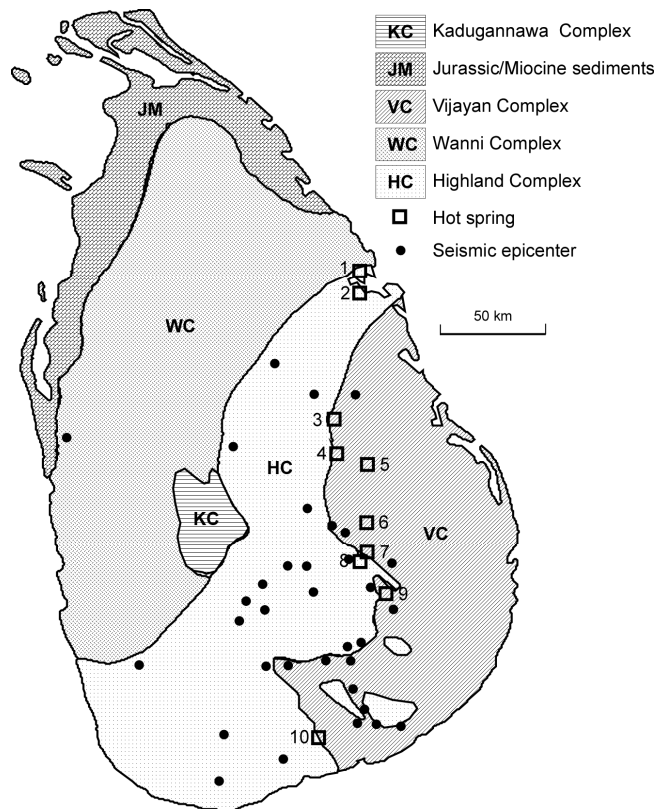 KC Kadugannawa Complex
JM Jurassic/Miocine sediments
VC Vijayan Complex
WC Wanni Complex
HC Highland Complex
Hot spring
Seismic epicenter
50 km
JM
1
2
WC
3
4
5
HC
6
KC
VC
7
8
9
10